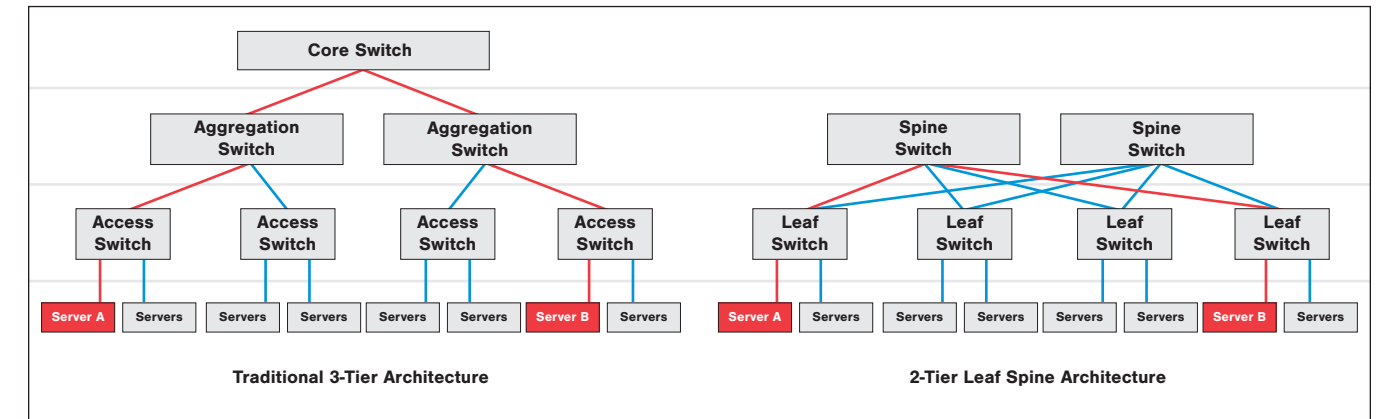 Core Switch
Aggregation
Switch
Aggregation
Switch
Access
Switch
Access
Switch
Access
Switch
Access
Switch
Server A
Servers
Servers
Servers
Servers
Servers
Server B
Servers
Traditional 3-Tier Architecture
Spine
Switch
Spine
Switch
Leaf
Switch
Leaf
Switch
Leaf
Switch
Leaf
Switch
Server A
Servers
Servers
Servers
Servers
Servers
Server B
Servers
2-Tier Leaf Spine Architecture